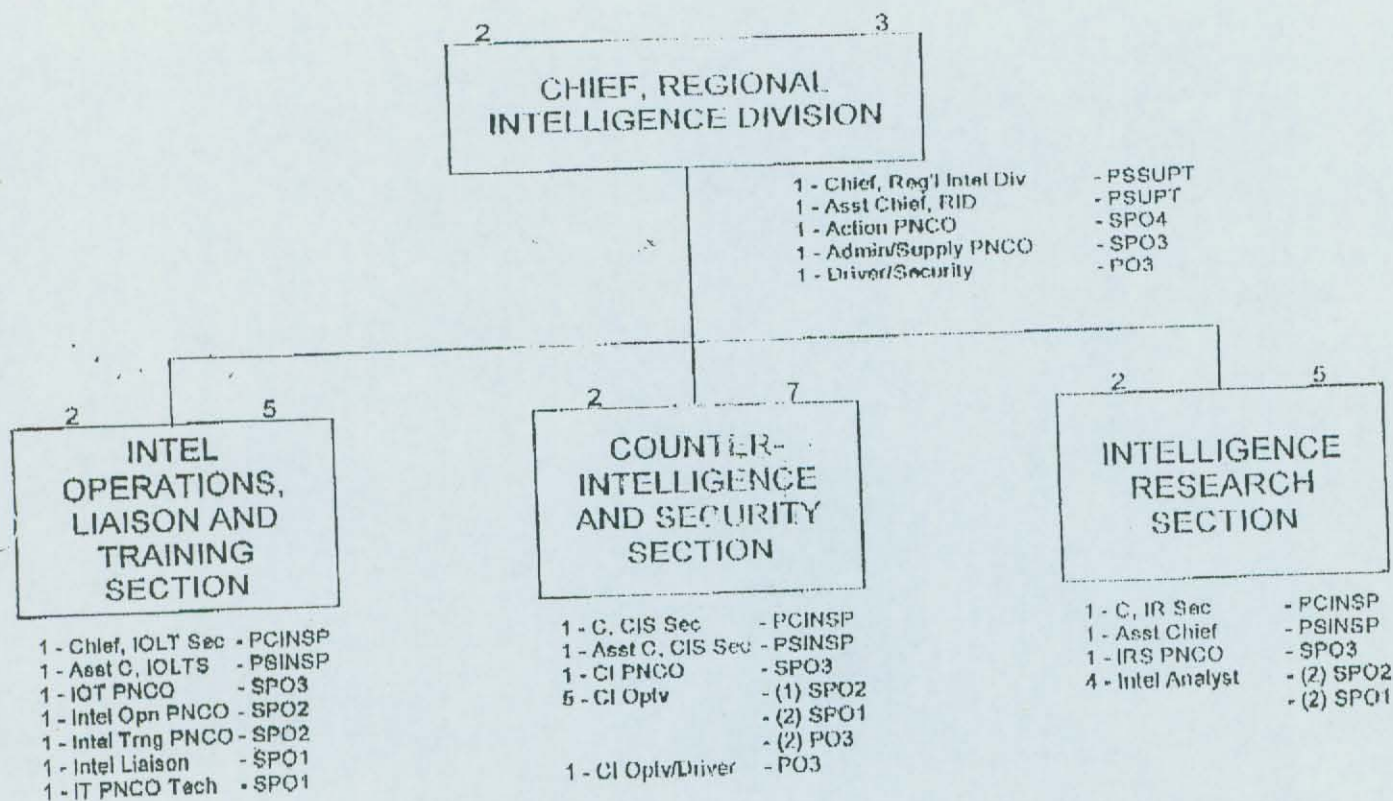 2 3
CHIEF, REGIONAL
INTELLIGENCE DIVISION
1 - Chief, Reg'l Intel Div - PSSUPT
1 - Asst Chief, RID - PSUPT
1 - Action PNCO - SPO4
1 - Admin/Supply PNCO - SPO3
1 - Driver/Security - PO3
2 5
INTEL
OPERATIONS,
LIAISON AND
TRAINING
SECTION
1 - Chief, IOLT Sec - PCINSP
1 - Asst C, IOLTS - PSINSP
1 - IOT PNCO - SPO3
1 - Intel Opn PNCO - SPO2
1 - Intel Trng PNCO - SPO2
1 - Intel Liaison - SPO1
1 - IT PNCO Tech - SPO1
2 7
COUNTER-
INTELLIGENCE
AND SECURITY
SECTION
1 - C, CIS Sec - PCINSP
1 - Asst C, CIS Sec - PSINSP
1 - CI PNCO - SPO3
5 - CI Optv - (1) SPO2
- (2) SPO1
- (2) PO3
1 - CI Optv/Driver - PO3
2 5
INTELLIGENCE
RESEARCH
SECTION
1 - C, IR Sec - PCINSP
1 - Asst Chief - PSINSP
1 - IRS PNCO - SPO3
4 - Intel Analyst - (2) SPO2
- (2) SPO1